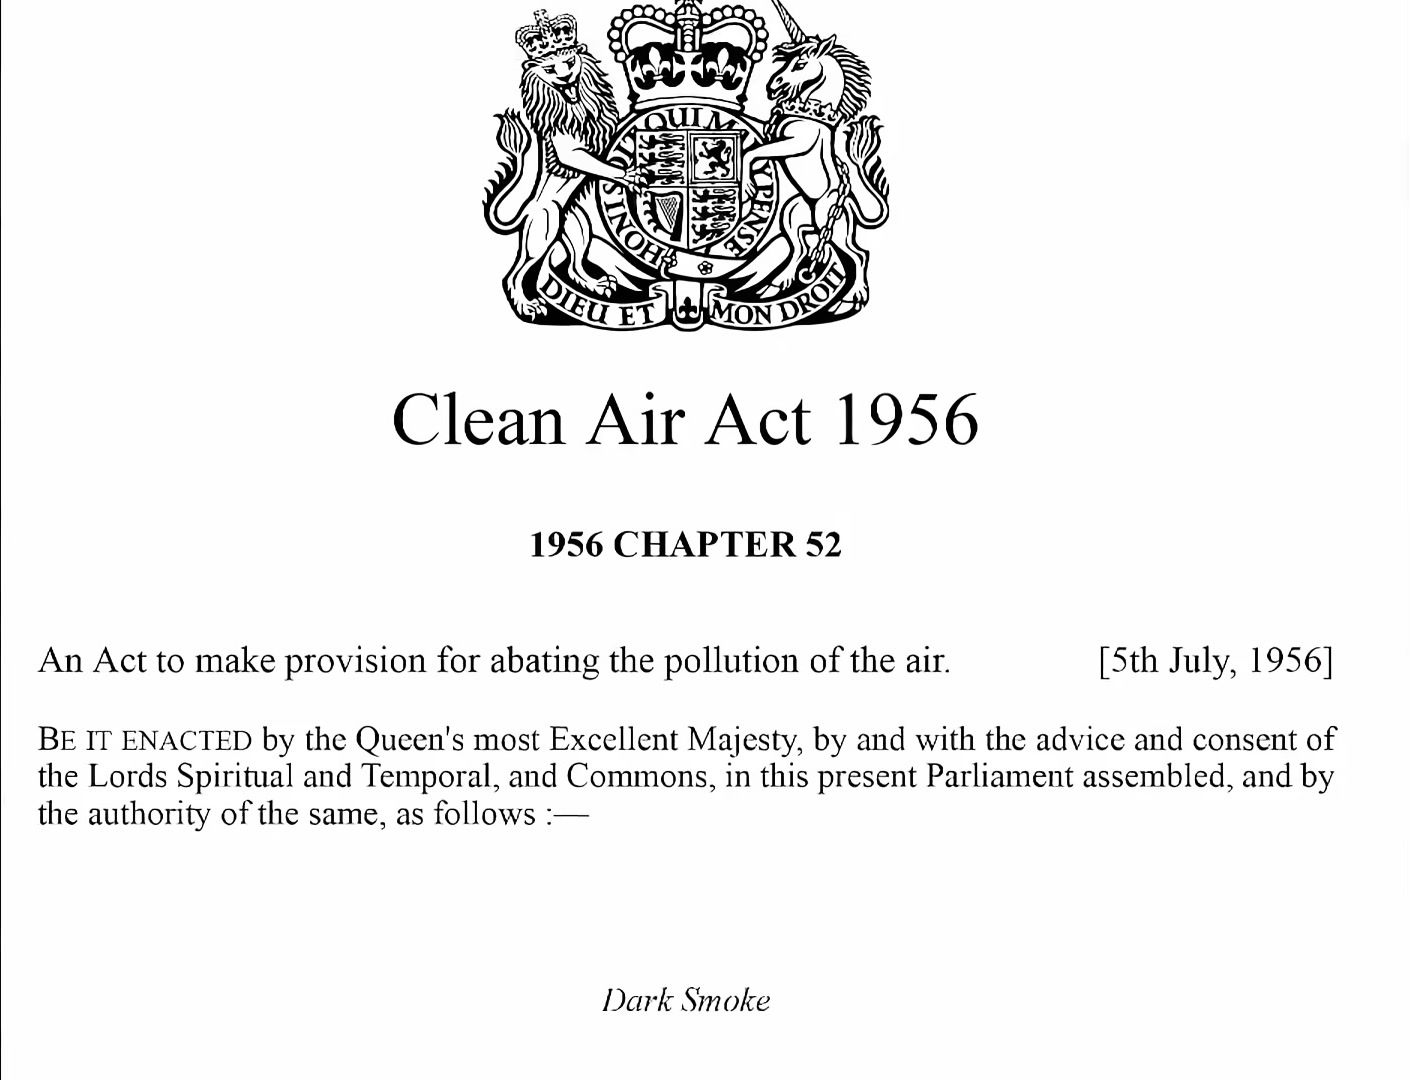 QUI M
Y PENSE
HONI S
DIEU ET MON DROIT
Clean Air Act 1956
1956 CHAPTER 52
An Act to make provision for abating the pollution of the air. [5th July, 1956]
BE IT ENACTED by the Queen's most Excellent Majesty, by and with the advice and consent of
the Lords Spiritual and Temporal, and Commons, in this present Parliament assembled, and by
the authority of the same, as follows :—
Dark Smoke